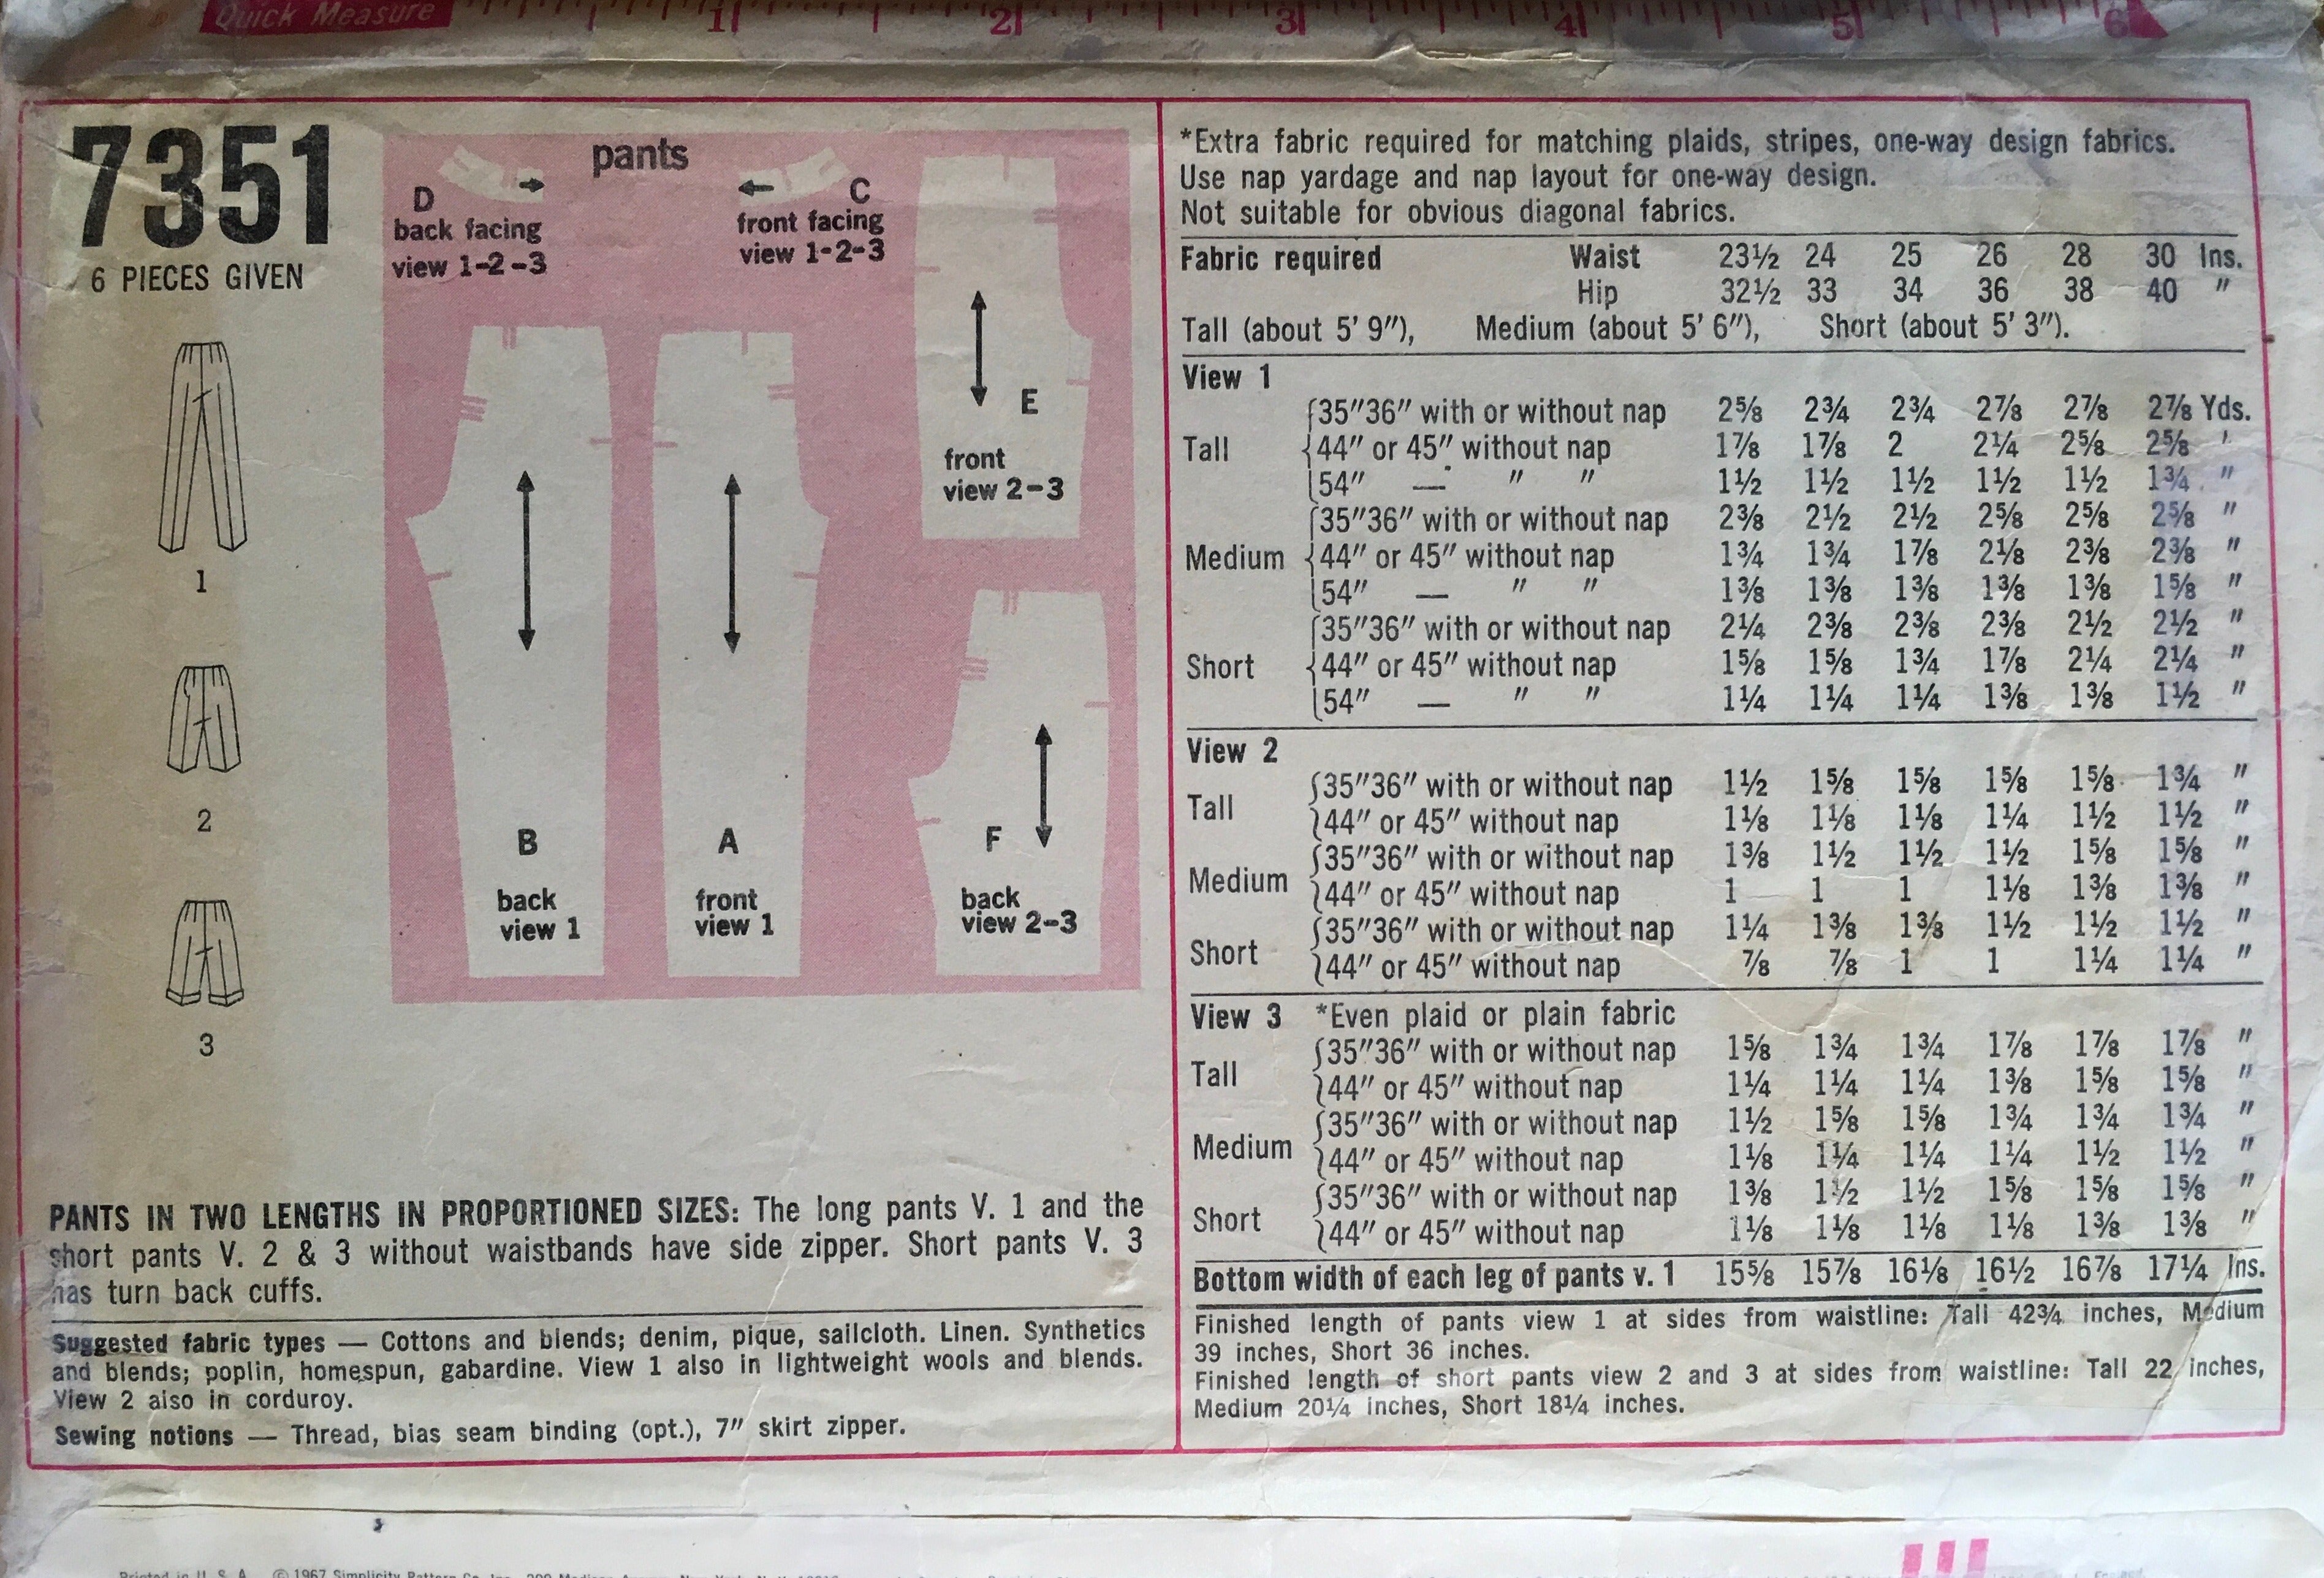 Quick Measure 1 2 3 4 5 6
7351
6 PIECES GIVEN
1
2
3
pants
D
back facing
view 1-2-3
C
front facing
view 1-2-3
E
front
view 2-3
B
back
view 1
A
front
view 1
F
back
view 2-3
PANTS IN TWO LENGTHS IN PROPORTIONED SIZES: The long pants V. 1 and the
short pants V. 2 & 3 without waistbands have side zipper. Short pants V. 3
has turn back cuffs.
Suggested fabric types — Cottons and blends; denim, pique, sailcloth. Linen. Synthetics
and blends; poplin, homespun, gabardine. View 1 also in lightweight wools and blends.
View 2 also in corduroy.
Sewing notions — Thread, bias seam binding (opt.), 7" skirt zipper.
*Extra fabric required for matching plaids, stripes, one-way design fabrics.
Use nap yardage and nap layout for one-way design.
Not suitable for obvious diagonal fabrics.
Fabric required Waist 23½ 24 25 26 28 30 Ins.
Hip 32½ 33 34 36 38 40 "
Tall (about 5' 9"), Medium (about 5' 6"), Short (about 5' 3").
View 1
35"36" with or without nap 2⅝ 2¾ 2¾ 2⅞ 2⅞ 2⅞ Yds.
Tall 44" or 45" without nap 1⅞ 1⅞ 2 2¼ 2⅝ 2⅝ "
54" — " " 1½ 1½ 1½ 1½ 1½ 1¾ "
35"36" with or without nap 2⅜ 2½ 2½ 2⅝ 2⅝ 2⅝ "
Medium 44" or 45" without nap 1¾ 1¾ 1⅞ 2⅛ 2⅜ 2⅜ "
54" — " " 1⅜ 1⅜ 1⅜ 1⅜ 1⅜ 1⅝ "
35"36" with or without nap 2¼ 2⅜ 2⅜ 2⅜ 2½ 2½ "
Short 44" or 45" without nap 1⅝ 1⅝ 1¾ 1⅞ 2¼ 2¼ "
54" — " " 1¼ 1¼ 1¼ 1⅜ 1⅜ 1½ "
View 2
Tall 35"36" with or without nap 1½ 1⅝ 1⅝ 1⅝ 1⅝ 1¾ "
44" or 45" without nap 1⅛ 1⅛ 1⅛ 1¼ 1½ 1½ "
Medium 35"36" with or without nap 1⅜ 1½ 1½ 1½ 1⅝ 1⅝ "
44" or 45" without nap 1 1 1 1⅛ 1⅜ 1⅜ "
Short 35"36" with or without nap 1¼ 1⅜ 1⅜ 1½ 1½ 1½ "
44" or 45" without nap ⅞ ⅞ 1 1 1¼ 1¼ "
View 3 *Even plaid or plain fabric
Tall 35"36" with or without nap 1⅝ 1¾ 1¾ 1⅞ 1⅞ 1⅞ "
44" or 45" without nap 1¼ 1¼ 1¼ 1⅜ 1⅝ 1⅝ "
Medium 35"36" with or without nap 1½ 1⅝ 1⅝ 1¾ 1¾ 1¾ "
44" or 45" without nap 1⅛ 1¼ 1¼ 1¼ 1½ 1½ "
Short 35"36" with or without nap 1⅜ 1½ 1½ 1⅝ 1⅝ 1⅝ "
44" or 45" without nap 1⅛ 1⅛ 1⅛ 1⅛ 1⅜ 1⅜ "
Bottom width of each leg of pants v. 1 15⅝ 15⅞ 16⅛ 16½ 16⅞ 17¼ Ins.
Finished length of pants view 1 at sides from waistline: Tall 42¾ inches, Medium
39 inches, Short 36 inches.
Finished length of short pants view 2 and 3 at sides from waistline: Tall 22 inches,
Medium 20¼ inches, Short 18¼ inches.
Printed in U. S. A. © 1967 Simplicity Pattern Co. Inc.